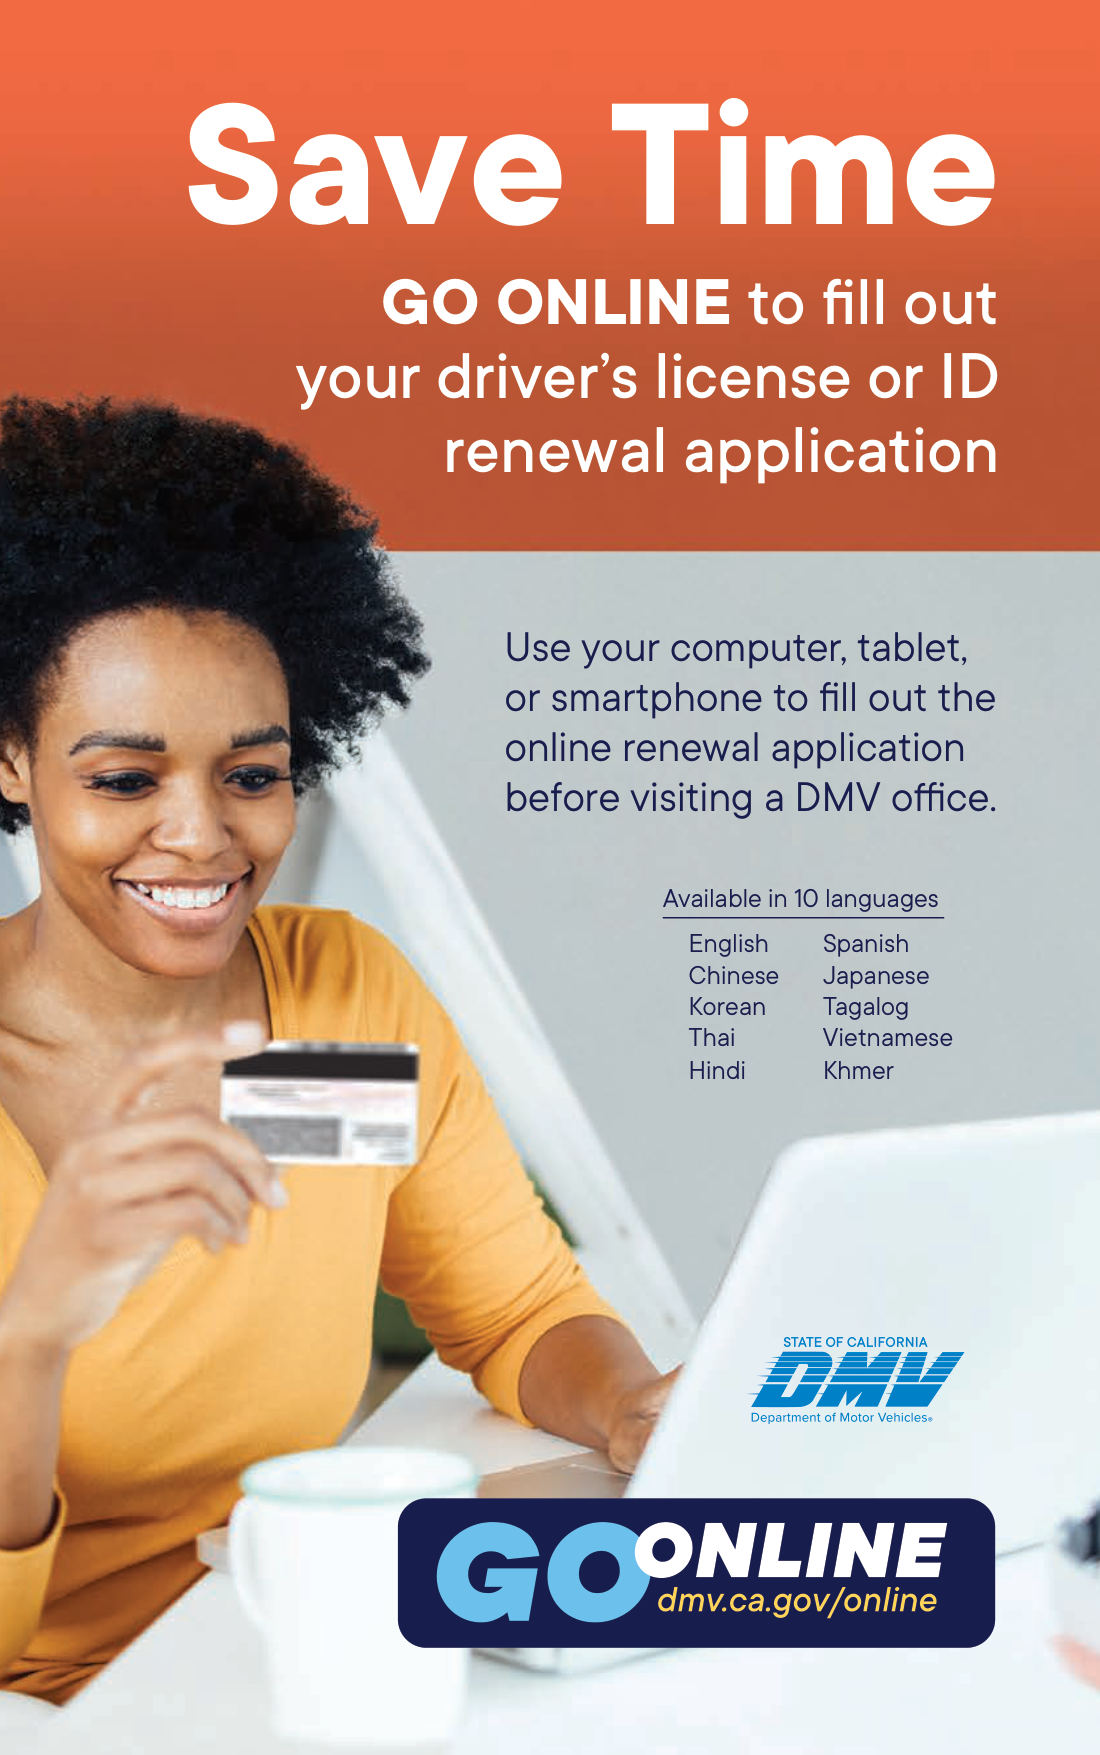 Save Time
GO ONLINE to fill out
your driver's license or ID
renewal application
Use your computer, tablet,
or smartphone to fill out the
online renewal application
before visiting a DMV office.
Available in 10 languages
English Spanish
Chinese Japanese
Korean Tagalog
Thai Vietnamese
Hindi Khmer
STATE OF CALIFORNIA
DMV
Department of Motor Vehicles®
GO ONLINE
dmv.ca.gov/online